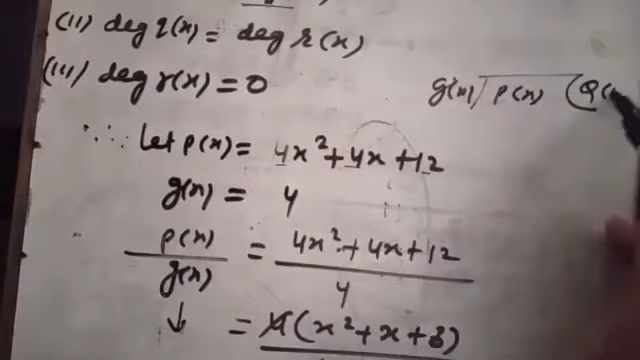 (ii) deg q(x) = deg r(x)
(iii) deg r(x) = 0
g(x) ) p(x) ( Q(
∵ let p(x) = 4x² + 4x + 12
g(x) = 4
p(x) / g(x) = 4x² + 4x + 12 / 4
↓ = 4(x² + x + 3)